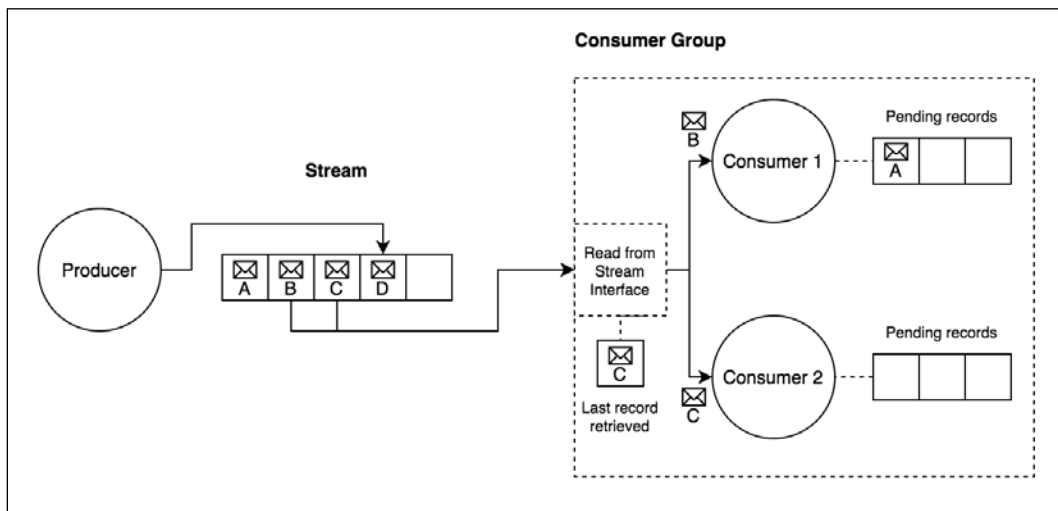 Consumer Group
Pending records
B
Consumer 1
A
Stream
Producer
A B C D
Read from
Stream
Interface
C
Last record
retrieved
Pending records
Consumer 2
C